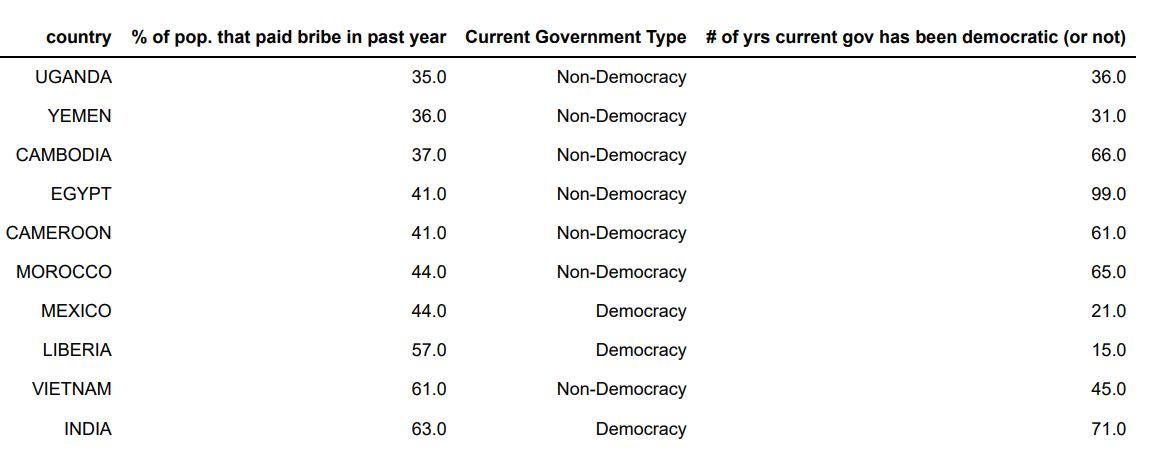 country % of pop. that paid bribe in past year Current Government Type # of yrs current gov has been democratic (or not)
UGANDA 35.0 Non-Democracy 36.0
YEMEN 36.0 Non-Democracy 31.0
CAMBODIA 37.0 Non-Democracy 66.0
EGYPT 41.0 Non-Democracy 99.0
CAMEROON 41.0 Non-Democracy 61.0
MOROCCO 44.0 Non-Democracy 65.0
MEXICO 44.0 Democracy 21.0
LIBERIA 57.0 Democracy 15.0
VIETNAM 61.0 Non-Democracy 45.0
INDIA 63.0 Democracy 71.0